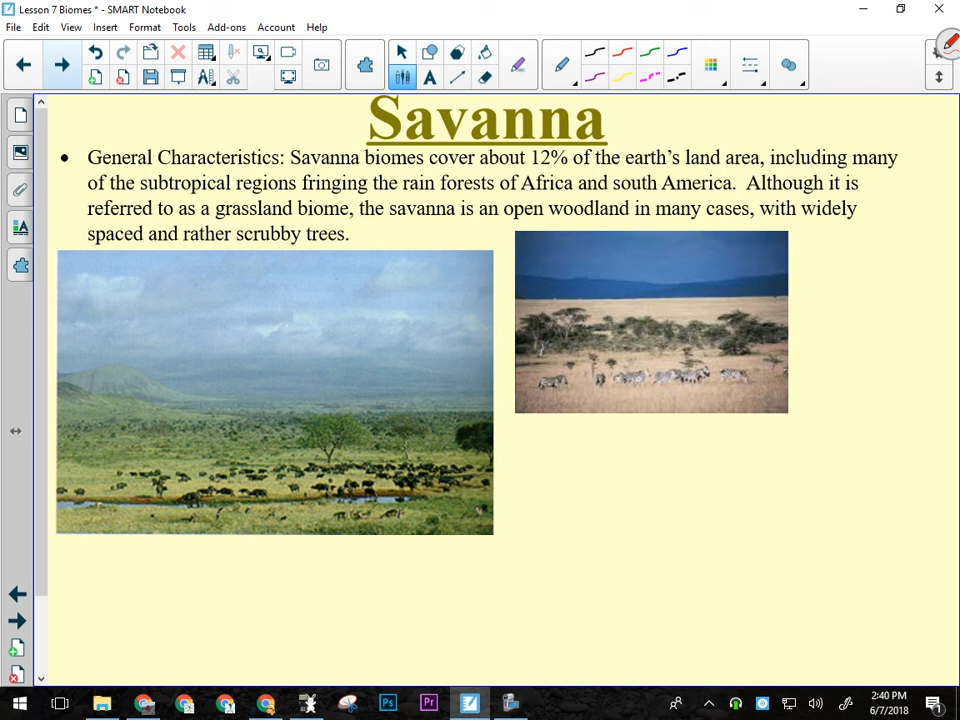 Lesson 7 Biomes * - SMART Notebook
File Edit View Insert Format Tools Add-ons Account Help
Savanna
• General Characteristics: Savanna biomes cover about 12% of the earth’s land area, including many
of the subtropical regions fringing the rain forests of Africa and south America.  Although it is
referred to as a grassland biome, the savanna is an open woodland in many cases, with widely
spaced and rather scrubby trees.
2:40 PM
6/7/2018